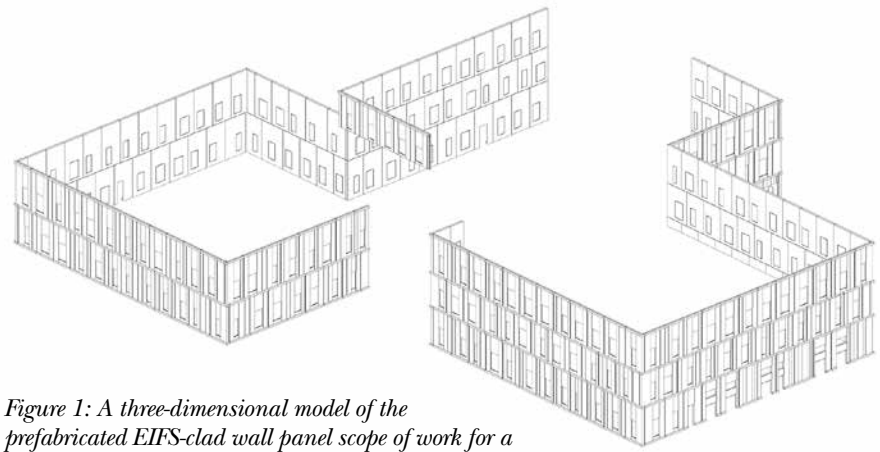 Figure 1: A three-dimensional model of the
prefabricated EIFS-clad wall panel scope of work for a